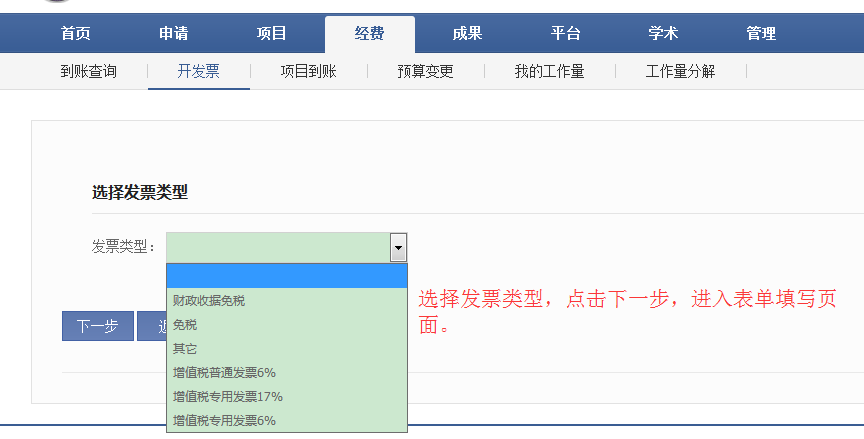 首页 申请 项目 经费 成果 平台 学术 管理
到账查询 开发票 项目到账 预算变更 我的工作量 工作量分解
选择发票类型
发票类型：
财政收据免税
免税
其它
增值税普通发票6%
增值税专用发票17%
增值税专用发票6%
选择发票类型，点击下一步，进入表单填写页
面。
下一步